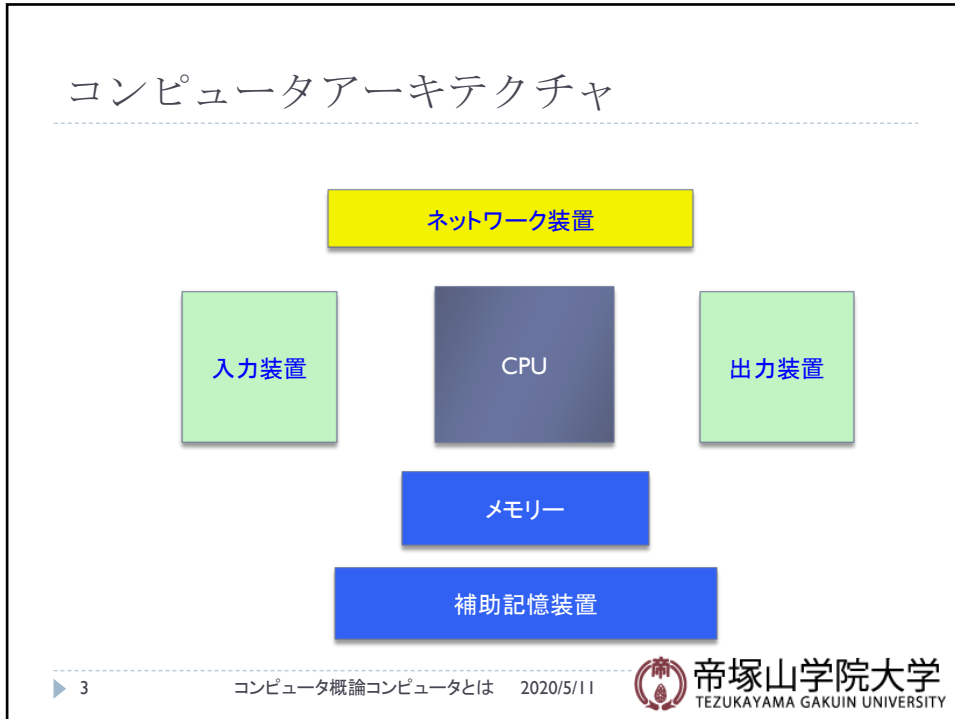 コンピュータアーキテクチャ
ネットワーク装置
入力装置
CPU
出力装置
メモリー
補助記憶装置
3 コンピュータ概論コンピュータとは 2020/5/11
帝塚山学院大学
TEZUKAYAMA GAKUIN UNIVERSITY